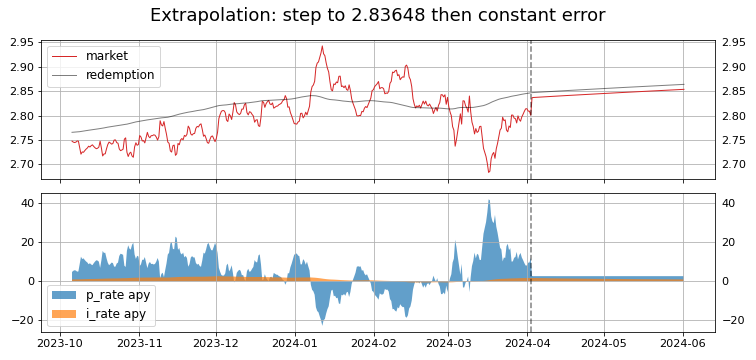 Extrapolation: step to 2.83648 then constant error
2.95 2.95
market
redemption
2.90 2.90
2.85 2.85
2.80 2.80
2.75 2.75
2.70 2.70
40 40
20 20
0 0
p_rate apy
i_rate apy
−20 −20
2023-10 2023-11 2023-12 2024-01 2024-02 2024-03 2024-04 2024-05 2024-06